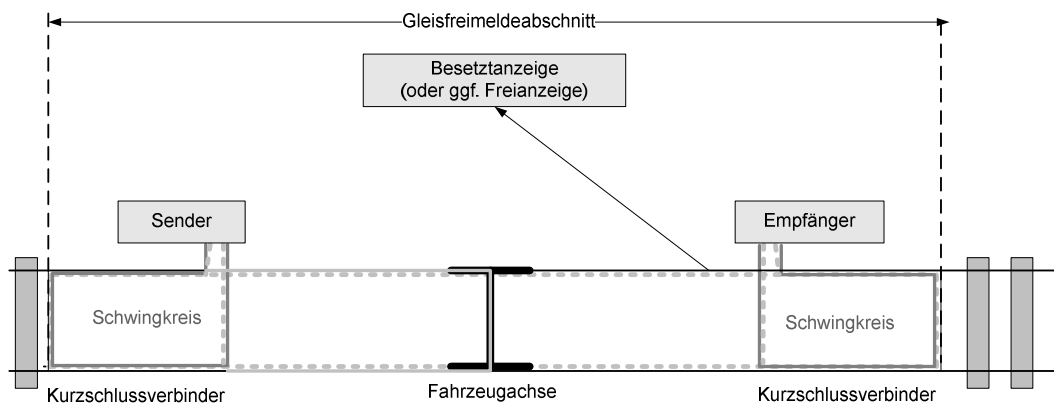 Gleisfreimeldeabschnitt
Besetztanzeige
(oder ggf. Freianzeige)
Sender
Empfänger
Schwingkreis
Schwingkreis
Kurzschlussverbinder
Fahrzeugachse
Kurzschlussverbinder